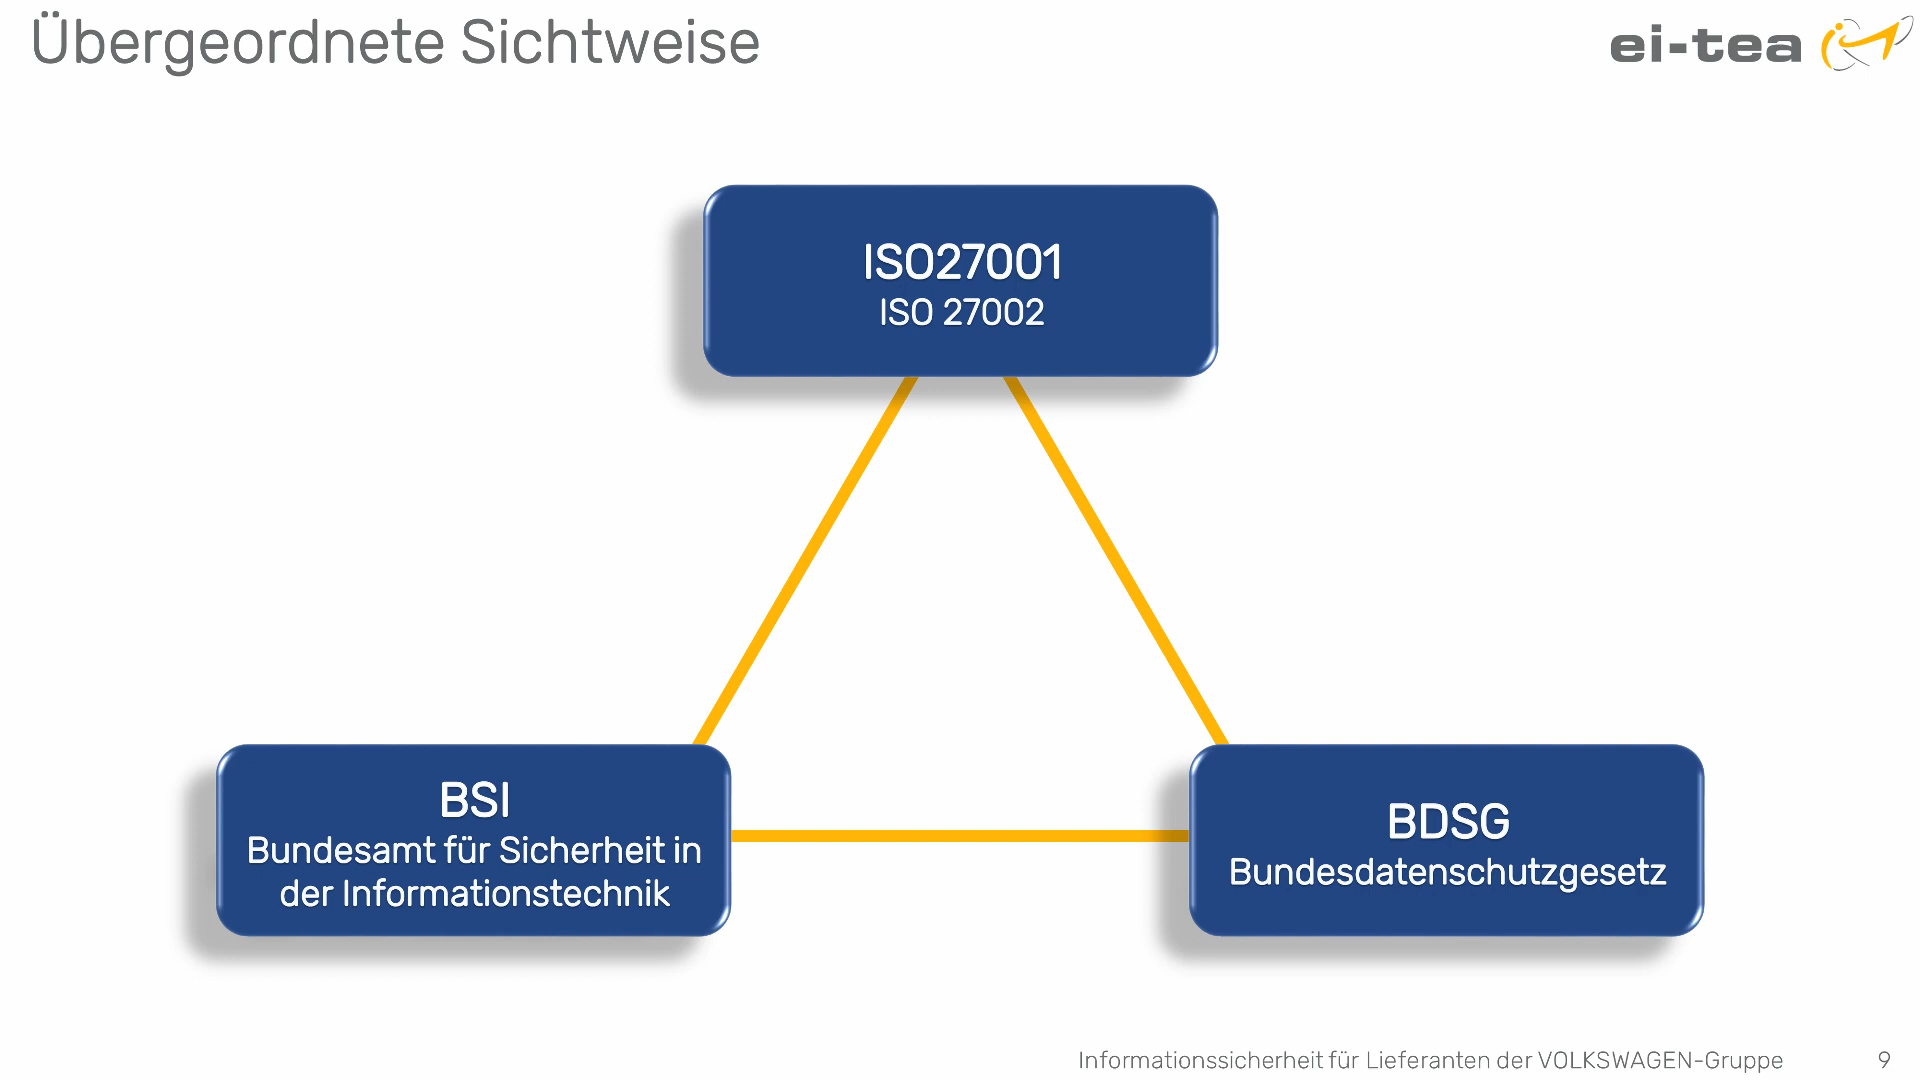 Übergeordnete Sichtweise
ei-tea
ISO27001
ISO 27002
BSI
Bundesamt für Sicherheit in
der Informationstechnik
BDSG
Bundesdatenschutzgesetz
Informationssicherheit für Lieferanten der VOLKSWAGEN-Gruppe
9